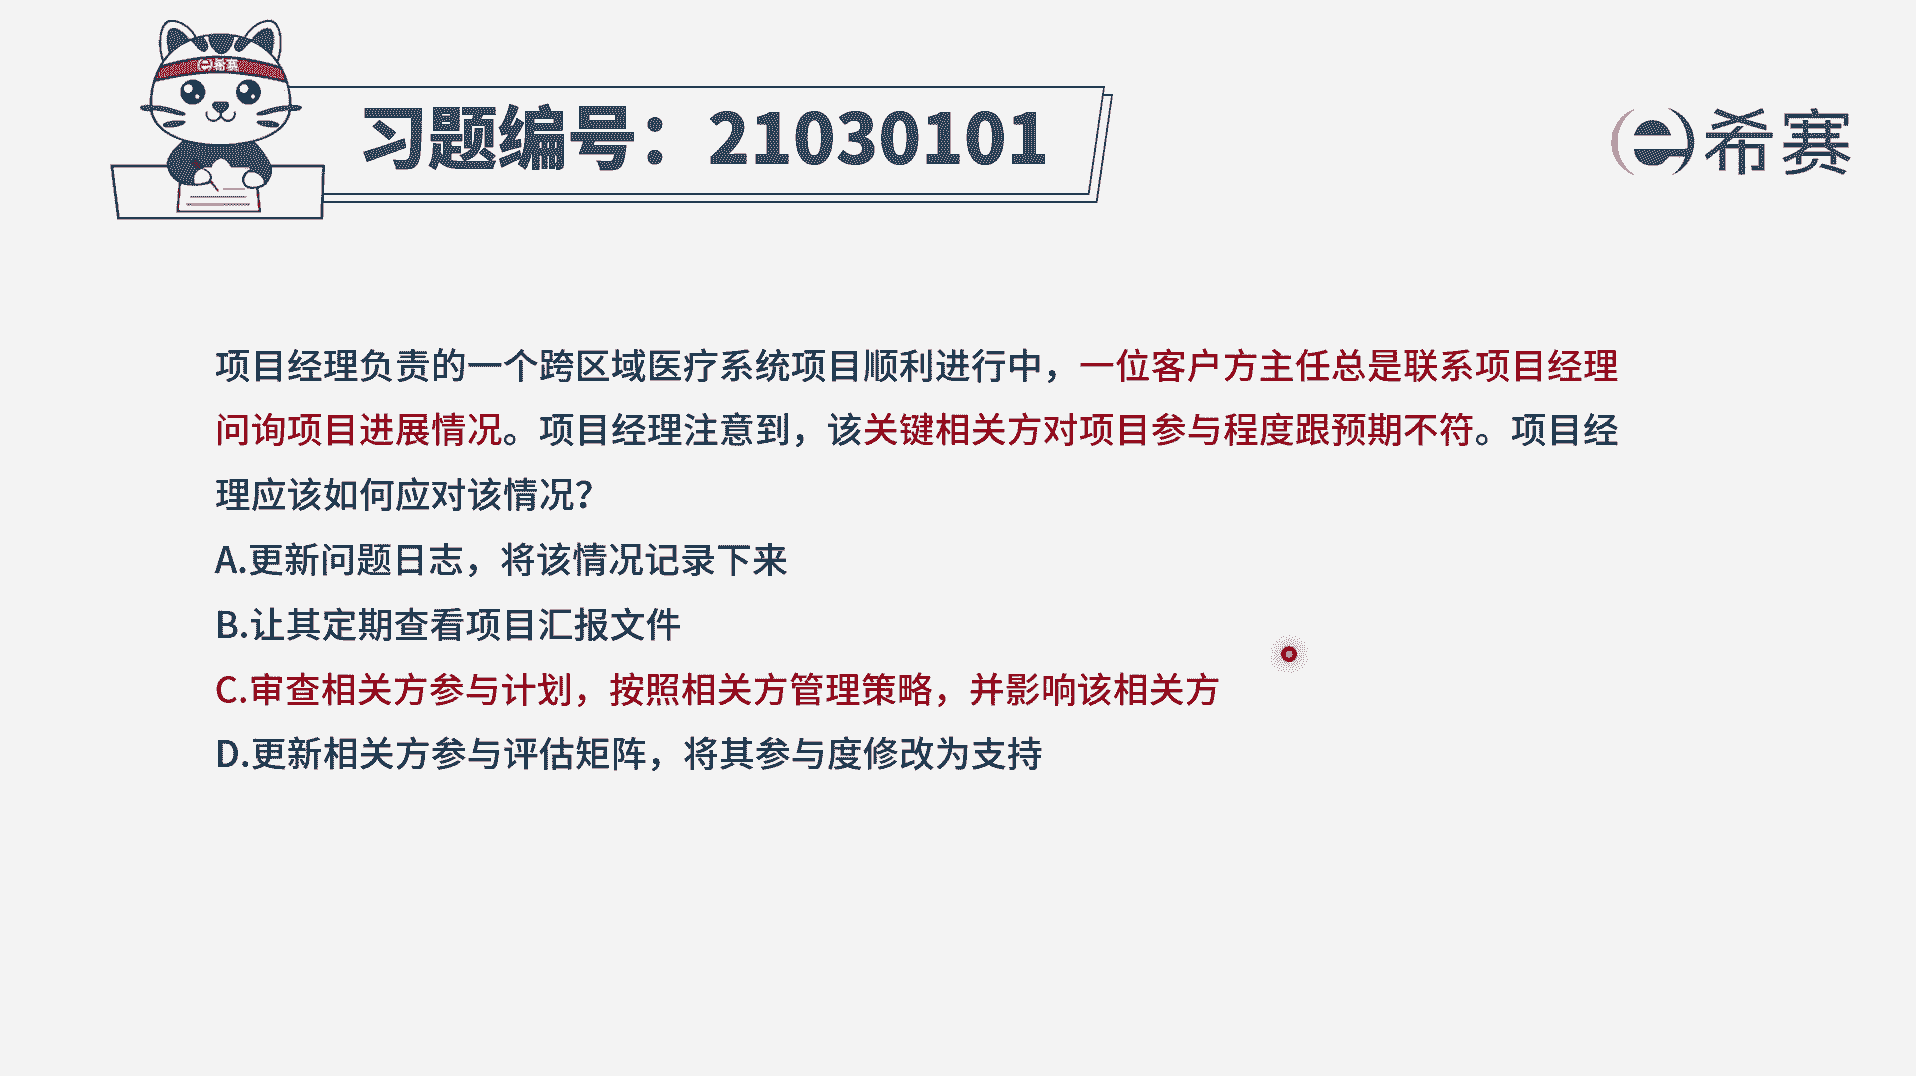 e希赛
习题编号：21030101
e希赛
项目经理负责的一个跨区域医疗系统项目顺利进行中，一位客户方主任总是联系项目经理
问询项目进展情况。项目经理注意到，该关键相关方对项目参与程度跟预期不符。项目经
理应该如何应对该情况？
A.更新问题日志，将该情况记录下来
B.让其定期查看项目汇报文件
C.审查相关方参与计划，按照相关方管理策略，并影响该相关方
D.更新相关方参与评估矩阵，将其参与度修改为支持